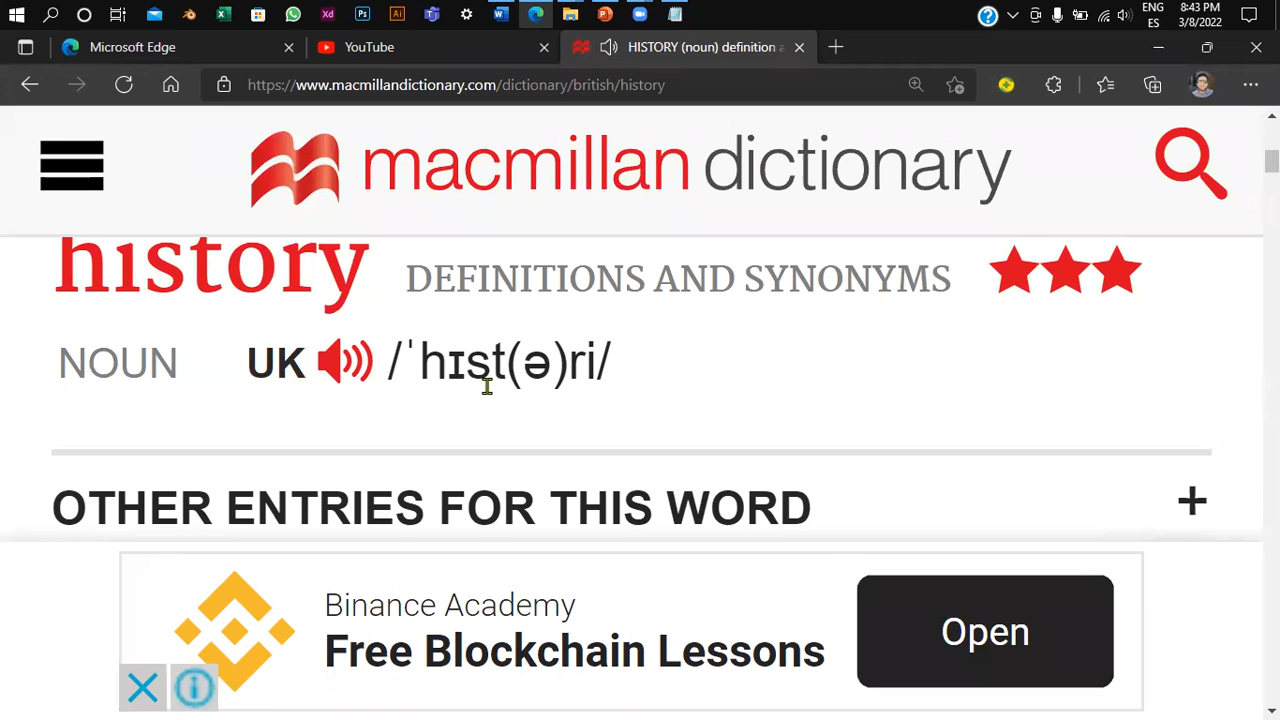 ENG
ES
8:43 PM
3/8/2022
Microsoft Edge
YouTube
HISTORY (noun) definition a
https://www.macmillandictionary.com/dictionary/british/history
macmillan dictionary
history DEFINITIONS AND SYNONYMS
NOUN UK /ˈhɪst(ə)ri/
OTHER ENTRIES FOR THIS WORD +
Binance Academy
Free Blockchain Lessons
Open